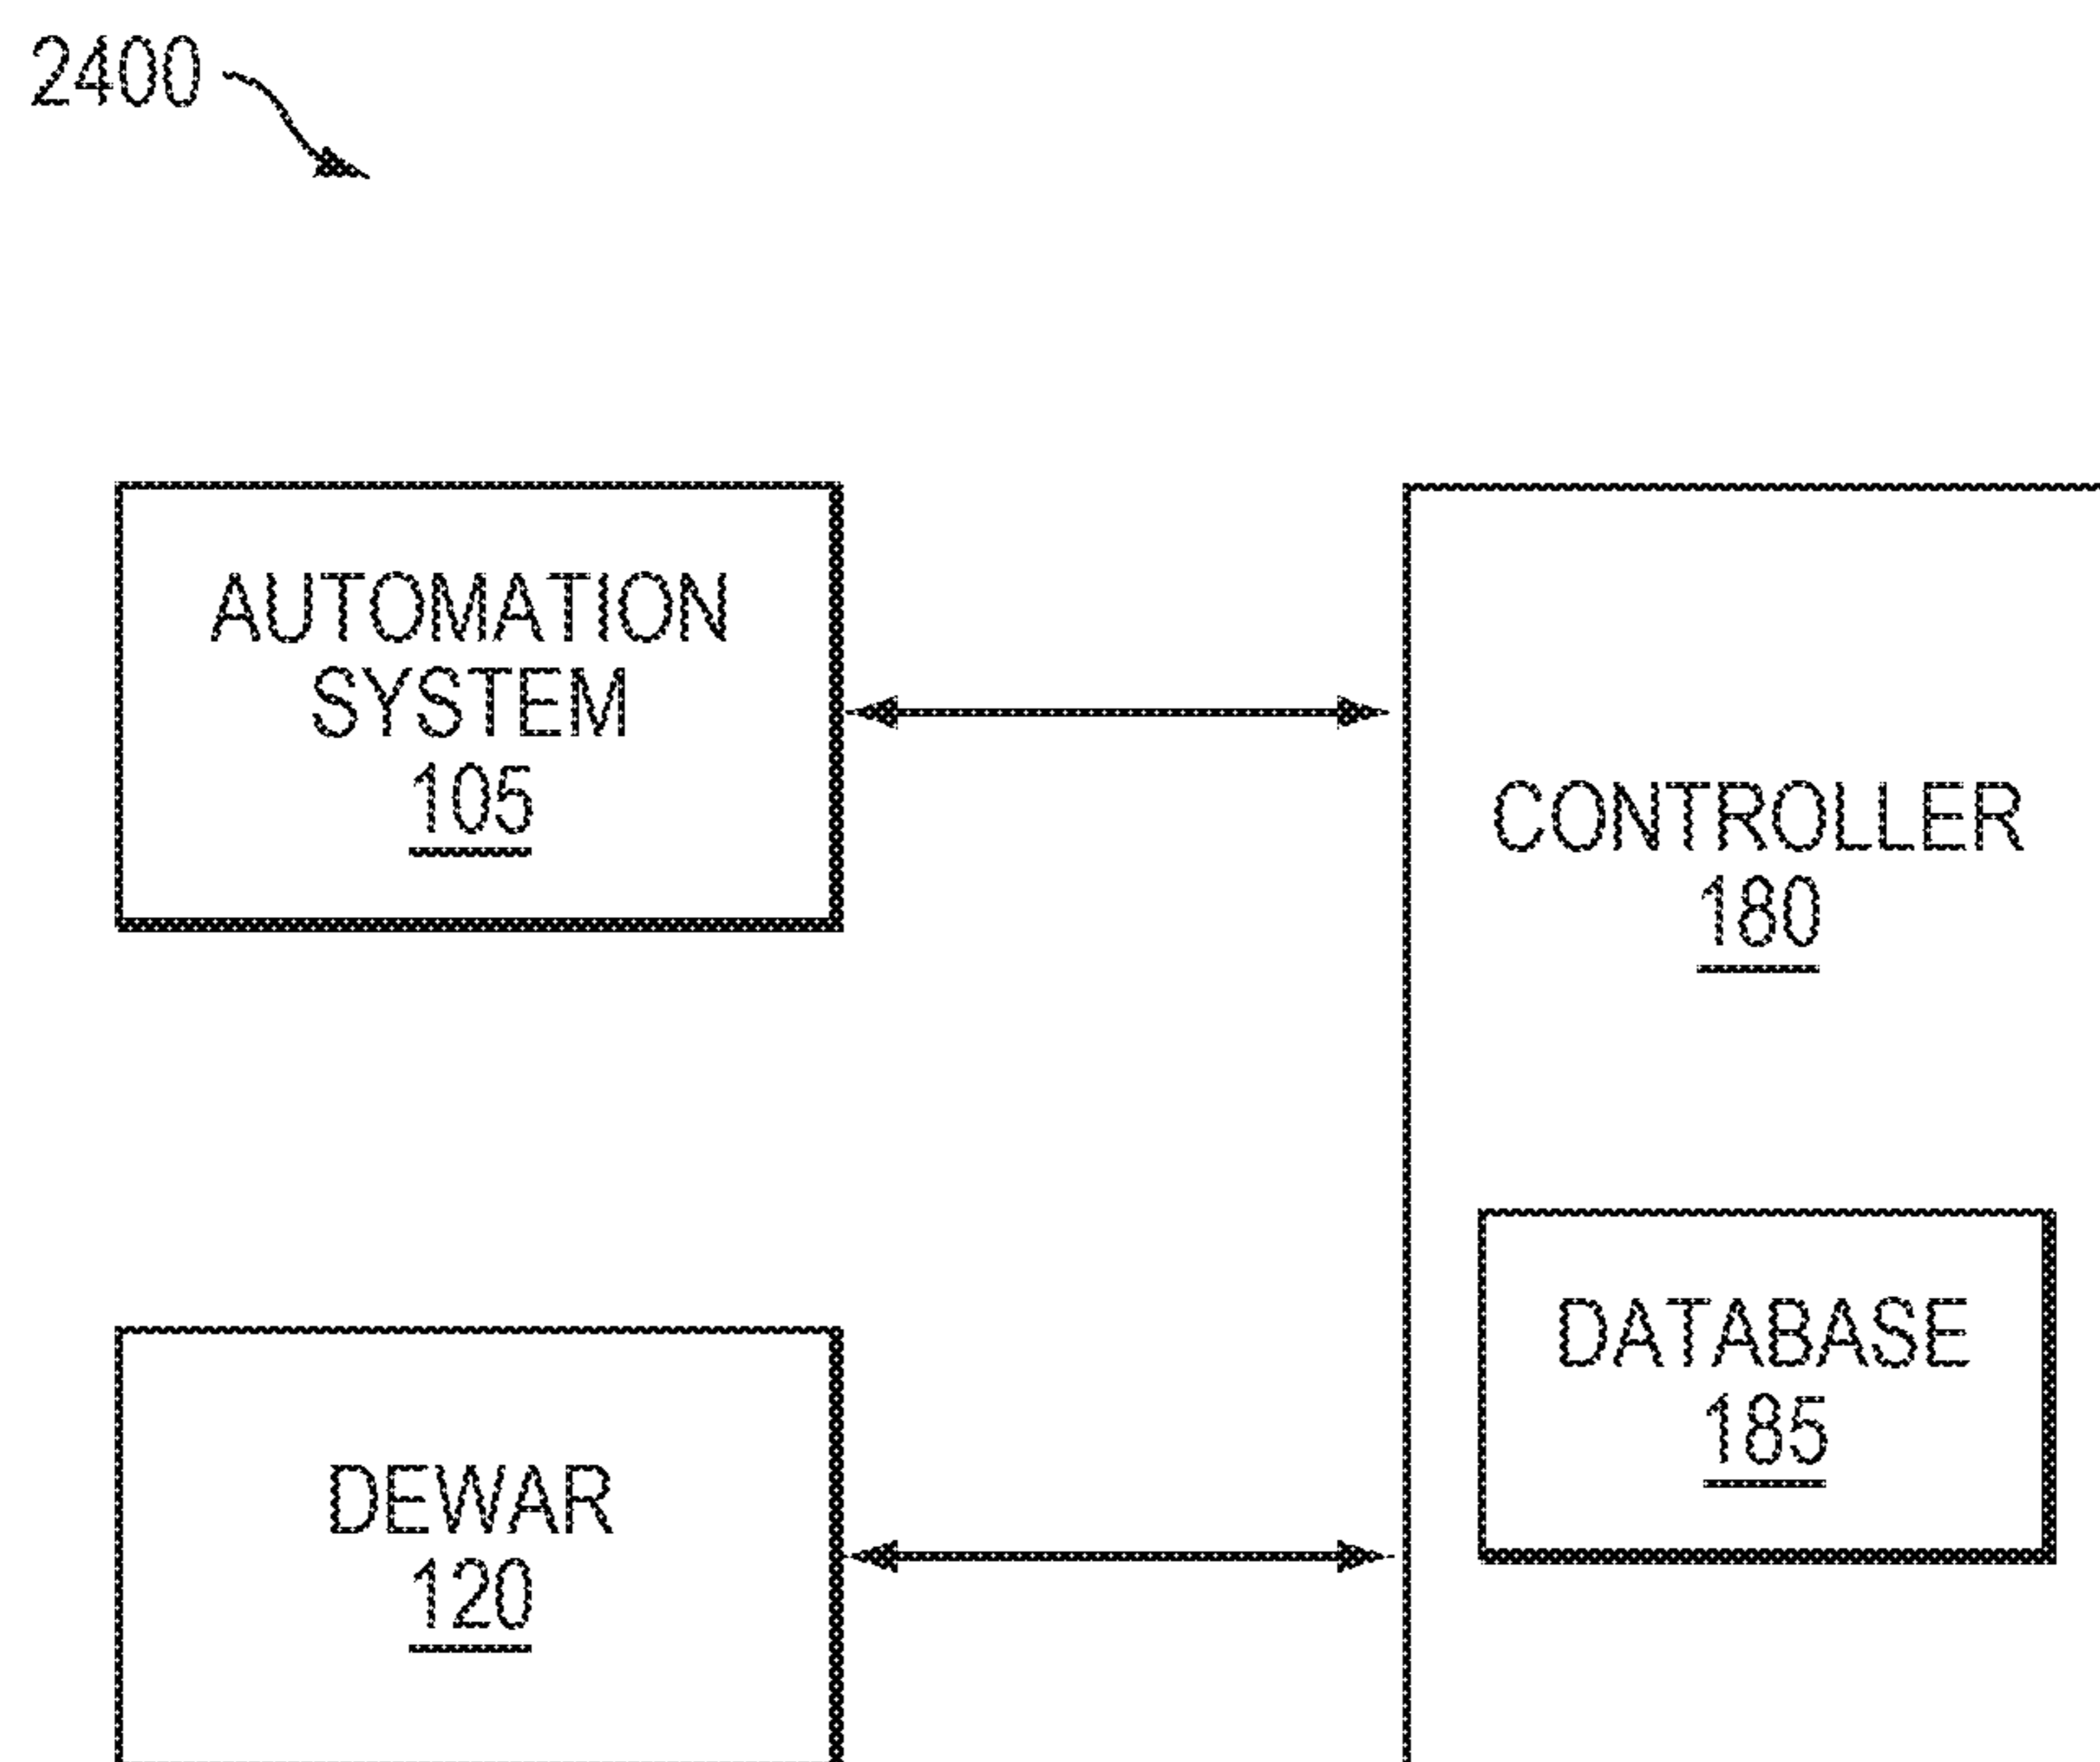 2400
AUTOMATION
SYSTEM
105
CONTROLLER
180
DATABASE
185
DEWAR
120